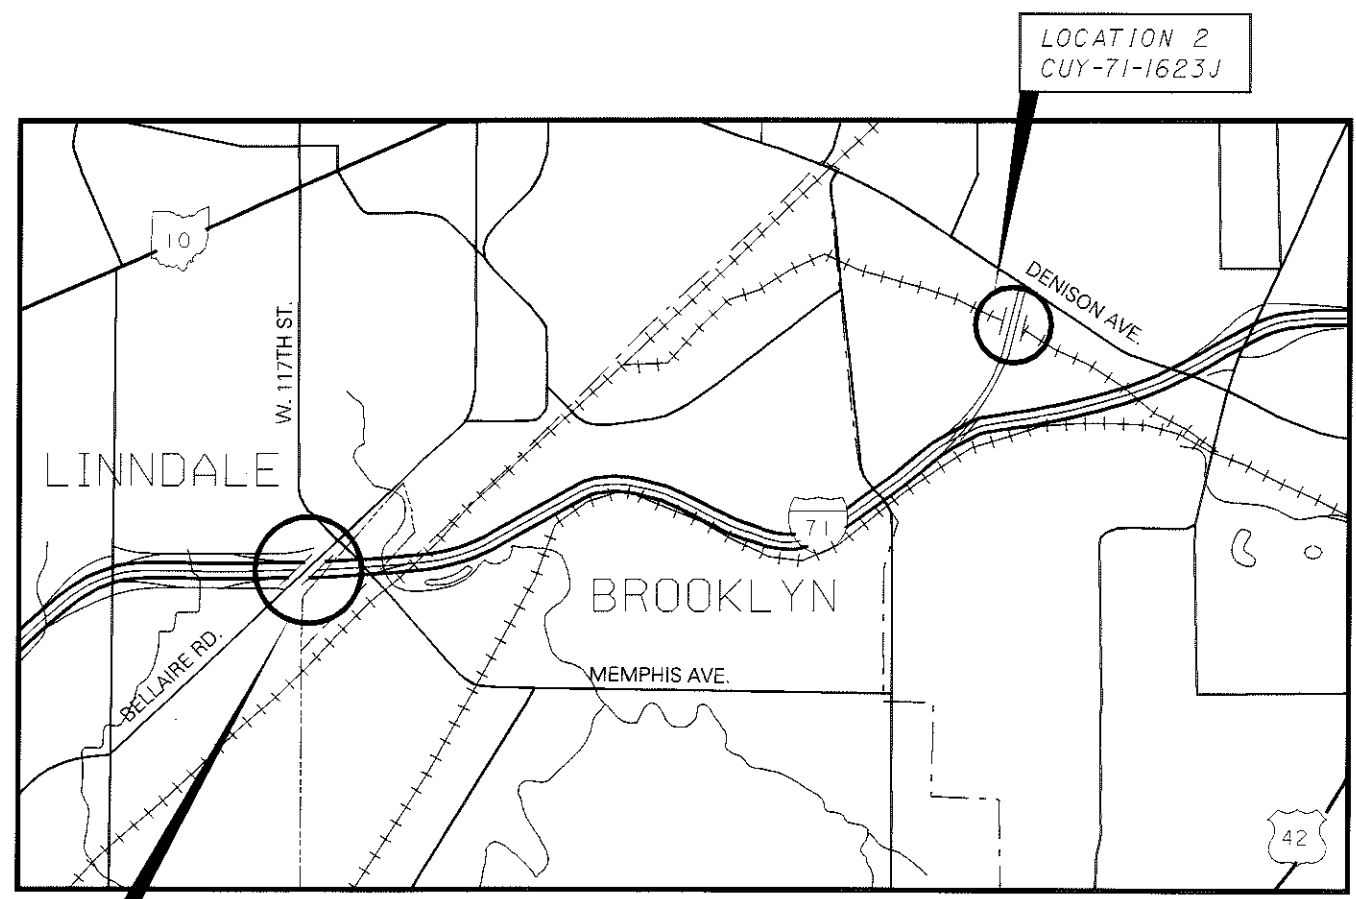 LOCATION 2
CUY-71-1623J
10
DENISON AVE.
W. 117TH ST.
LINNDALE
71
BROOKLYN
BELLAIRE RD.
MEMPHIS AVE.
42